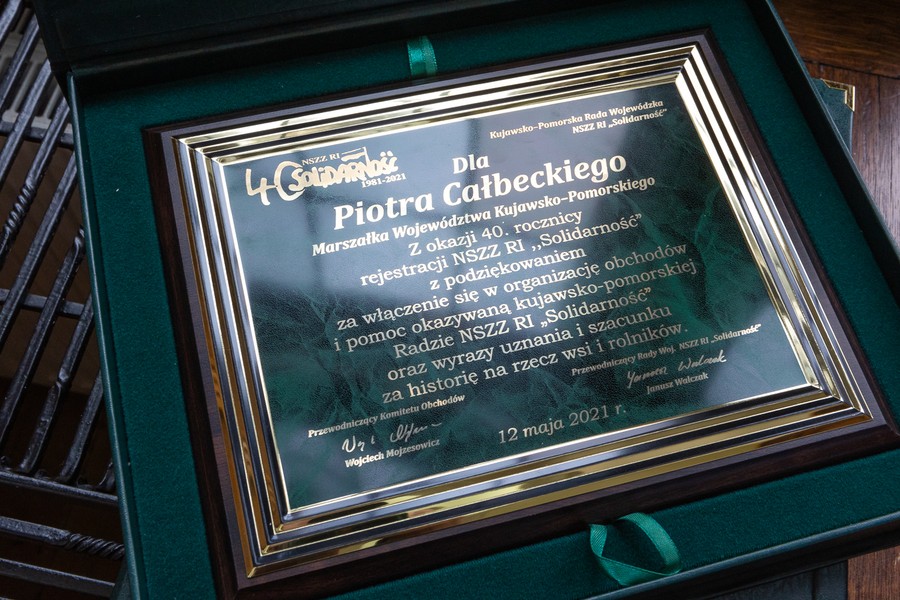 Kujawsko-Pomorska Rada Wojewódzka
NSZZ RI „Solidarność”
NSZZ RI
40 SOLIDARNOŚĆ
1981-2021
Dla
Piotra Całbeckiego
Marszałka Województwa Kujawsko-Pomorskiego
Z okazji 40. rocznicy
rejestracji NSZZ RI ,,Solidarność”
z podziękowaniem
za włączenie się w organizację obchodów
i pomoc okazywaną kujawsko-pomorskiej
Radzie NSZZ RI „Solidarność”
oraz wyrazy uznania i szacunku
za historię na rzecz wsi i rolników.
Przewodniczący Komitetu Obchodów
Wojciech Mojzesowicz
12 maja 2021 r.
Przewodniczący Rady Woj. NSZZ RI „Solidarność”
Janusz Walczak
Janusz Walczak